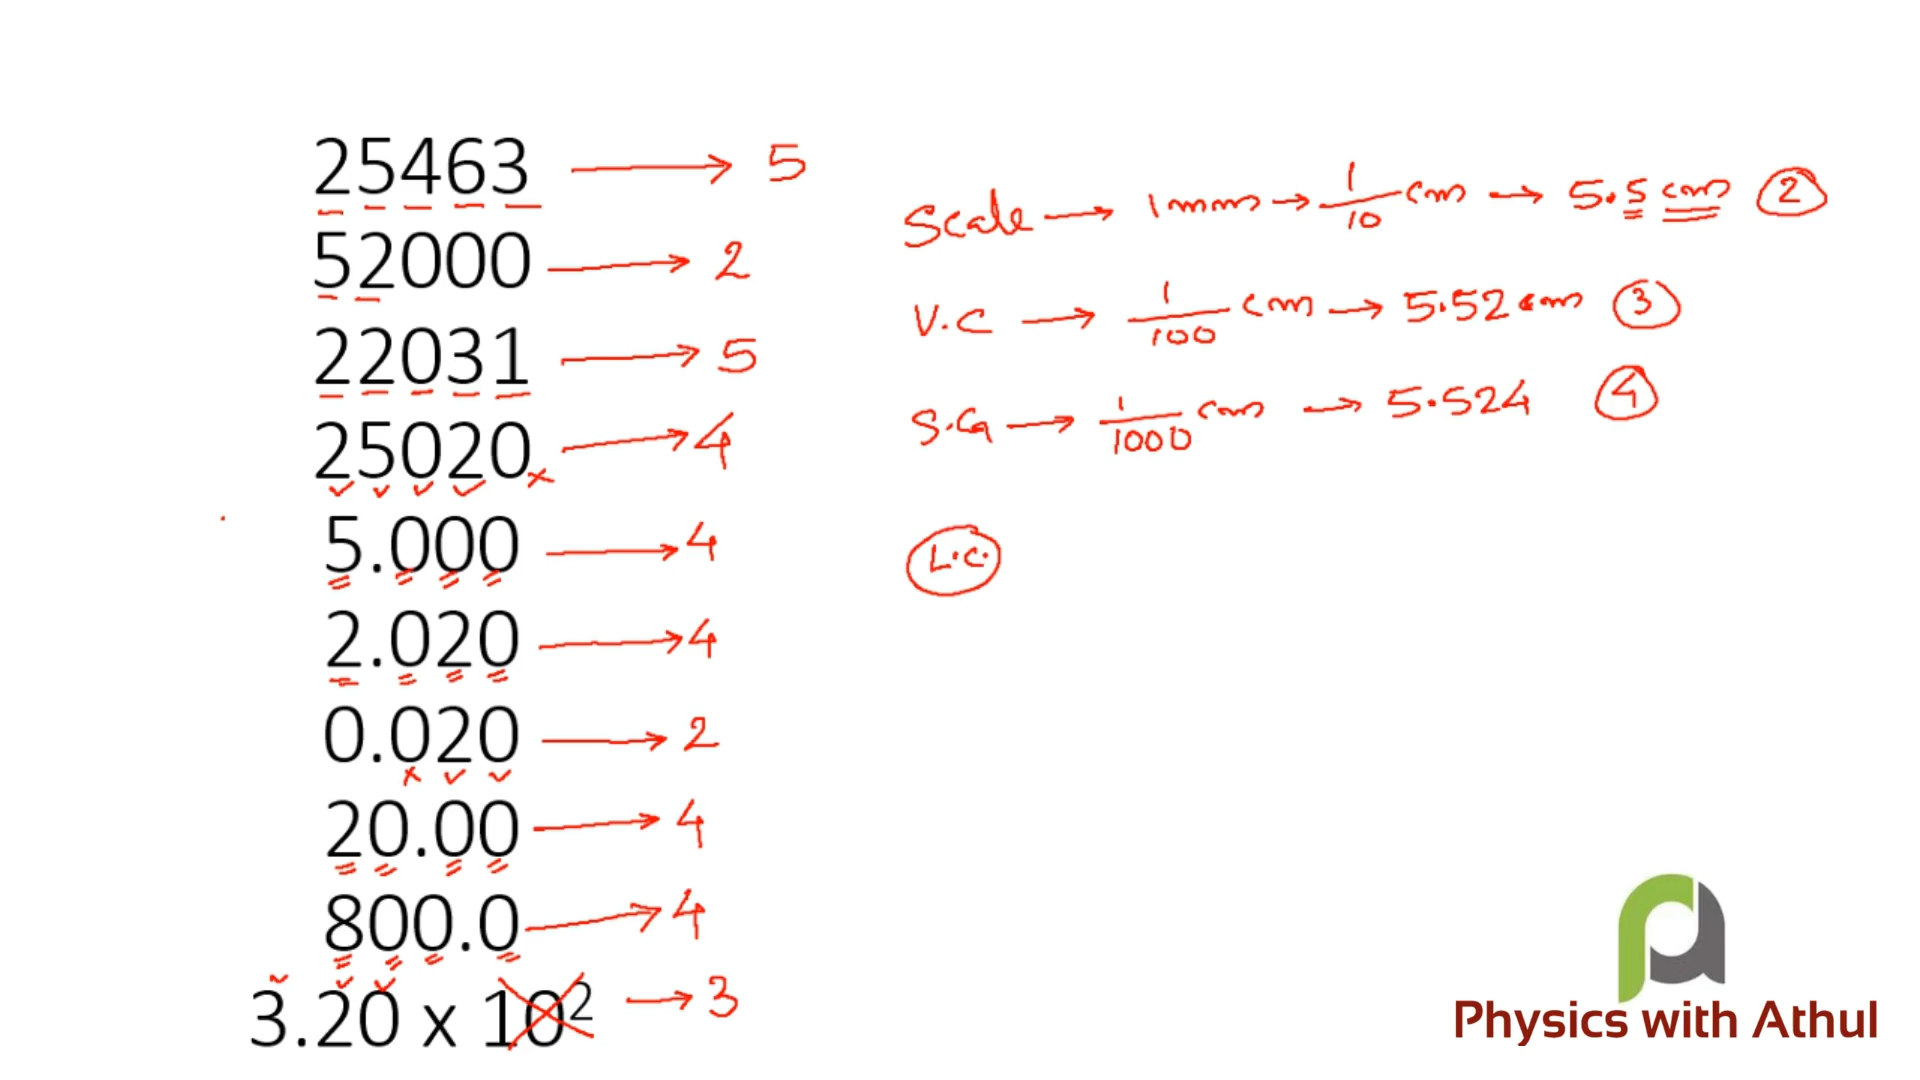 25463 → 5
52000 → 2
22031 → 5
25020 → 4
5.000 → 4
2.020 → 4
0.020 → 2
20.00 → 4
800.0 → 4
3.20 x 10² → 3
Scale → 1mm → 1/10 cm → 5.5 cm 2
V.C → 1/100 cm → 5.52 cm 3
S.G → 1/1000 cm → 5.524 4
L.C.
Physics with Athul